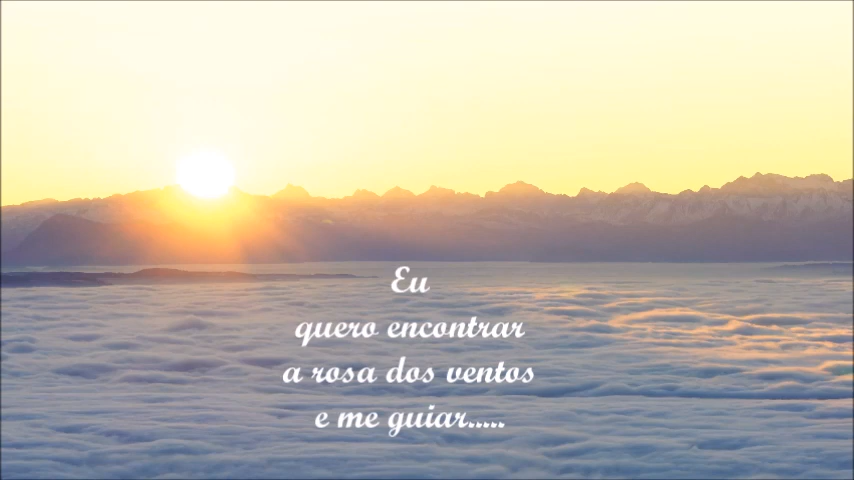 Eu
quero encontrar
a rosa dos ventos
e me guiar.....